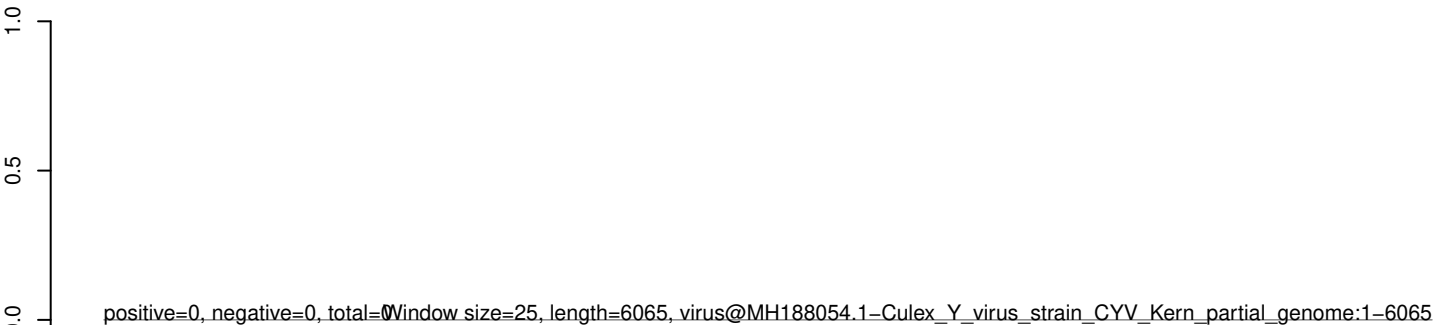 1.0
0.5
0.0
positive=0, negative=0, total=0
Window size=25, length=6065, virus@MH188054.1−Culex_Y_virus_strain_CYV_Kern_partial_genome:1−6065